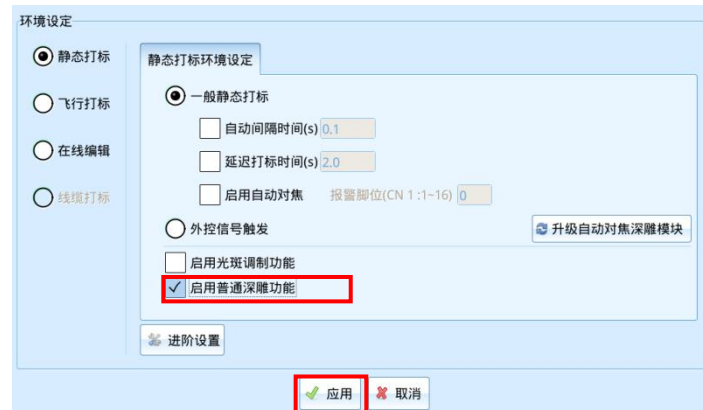 环境设定
静态打标
飞行打标
在线编辑
线缆打标
静态打标环境设定
一般静态打标
自动间隔时间(s) 0.1
延迟打标时间(s) 2.0
启用自动对焦 报警脚位(CN 1 :1~16) 0
外控信号触发
升级自动对焦深雕模块
启用光斑调制功能
启用普通深雕功能
进阶设置
应用 取消